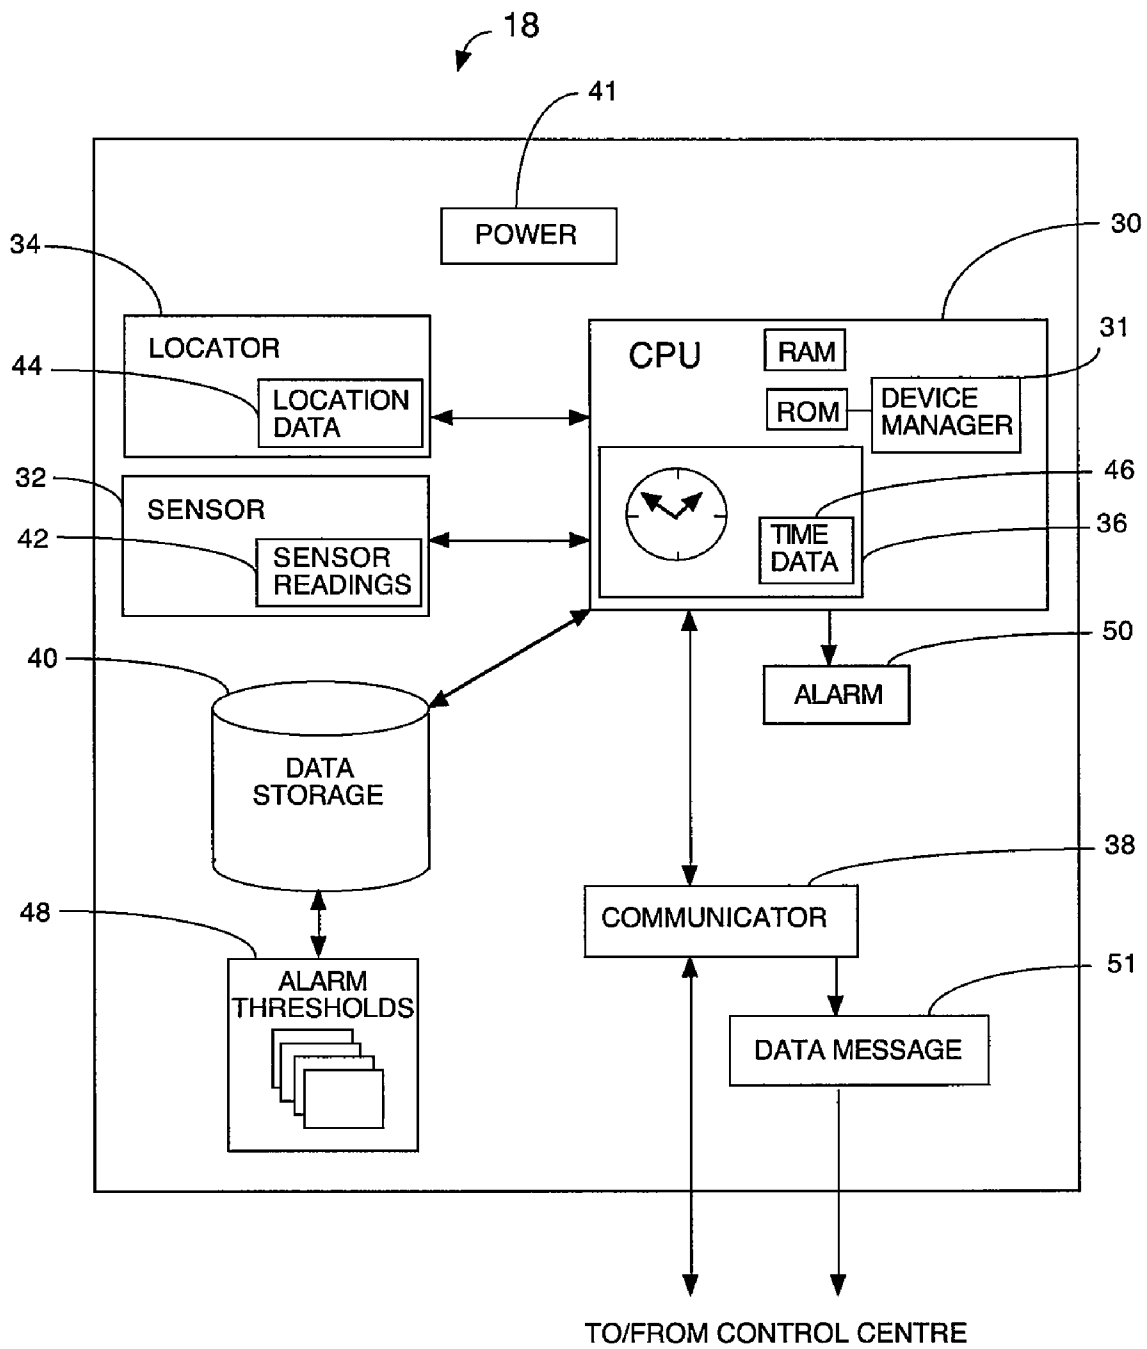 18
41
POWER
34
30
LOCATOR
CPU
RAM
31
44
LOCATION
DATA
ROM
DEVICE
MANAGER
32
SENSOR
46
42
SENSOR
READINGS
TIME
DATA
36
40
50
ALARM
DATA
STORAGE
38
COMMUNICATOR
48
ALARM
THRESHOLDS
51
DATA MESSAGE
TO/FROM CONTROL CENTRE